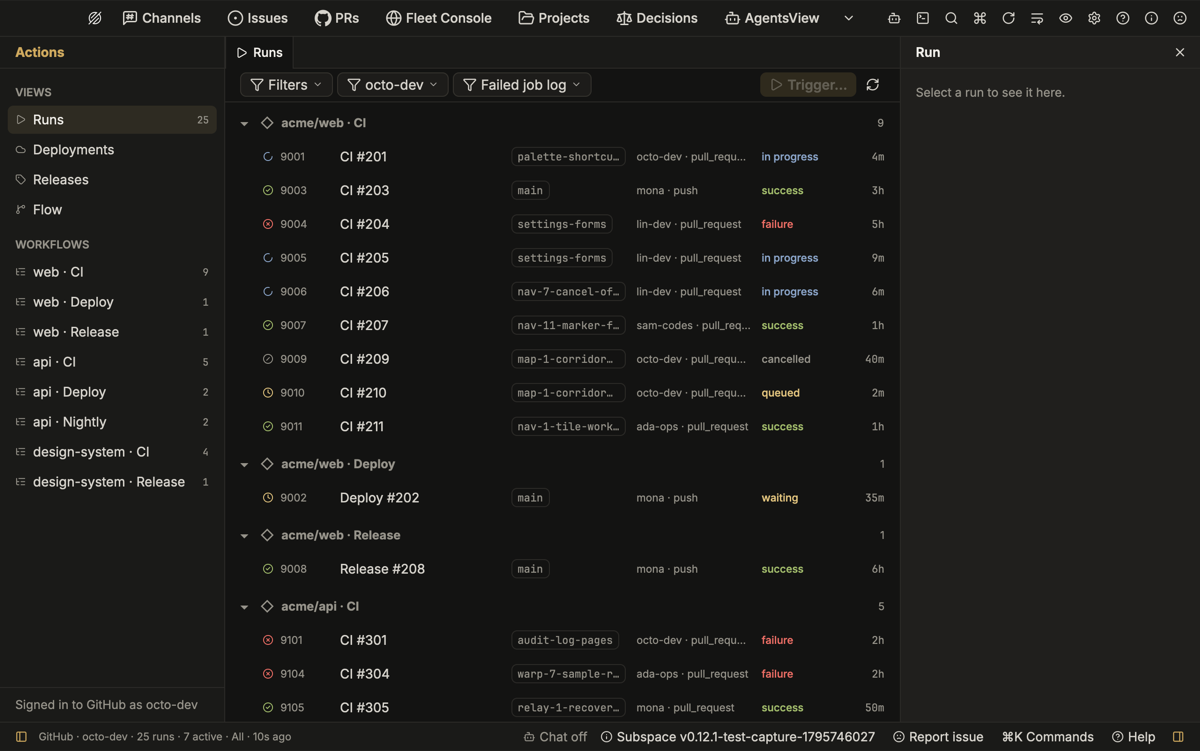 Channels Issues PRs Fleet Console Projects Decisions AgentsView
Actions
VIEWS
Runs 25
Deployments
Releases
Flow
WORKFLOWS
web · CI 9
web · Deploy 1
web · Release 1
api · CI 5
api · Deploy 2
api · Nightly 2
design-system · CI 4
design-system · Release 1
Signed in to GitHub as octo-dev
Runs
Filters octo-dev Failed job log Trigger...
acme/web · CI 9
9001 CI #201 palette-shortcu… octo-dev · pull_requ… in progress 4m
9003 CI #203 main mona · push success 3h
9004 CI #204 settings-forms lin-dev · pull_request failure 5h
9005 CI #205 settings-forms lin-dev · pull_request in progress 9m
9006 CI #206 nav-7-cancel-of… lin-dev · pull_request in progress 6m
9007 CI #207 nav-11-marker-f… sam-codes · pull_req… success 1h
9009 CI #209 map-1-corridor… octo-dev · pull_requ… cancelled 40m
9010 CI #210 map-1-corridor… octo-dev · pull_requ… queued 2m
9011 CI #211 nav-1-tile-work… ada-ops · pull_request success 1h
acme/web · Deploy 1
9002 Deploy #202 main mona · push waiting 35m
acme/web · Release 1
9008 Release #208 main mona · push success 6h
acme/api · CI 5
9101 CI #301 audit-log-pages octo-dev · pull_requ… failure 2h
9104 CI #304 warp-7-sample-r… ada-ops · pull_request failure 2h
9105 CI #305 relay-1-recover… mona · pull_request success 50m
Run
Select a run to see it here.
GitHub · octo-dev · 25 runs · 7 active · All · 10s ago Chat off Subspace v0.12.1-test-capture-1795746027 Report issue ⌘K Commands Help